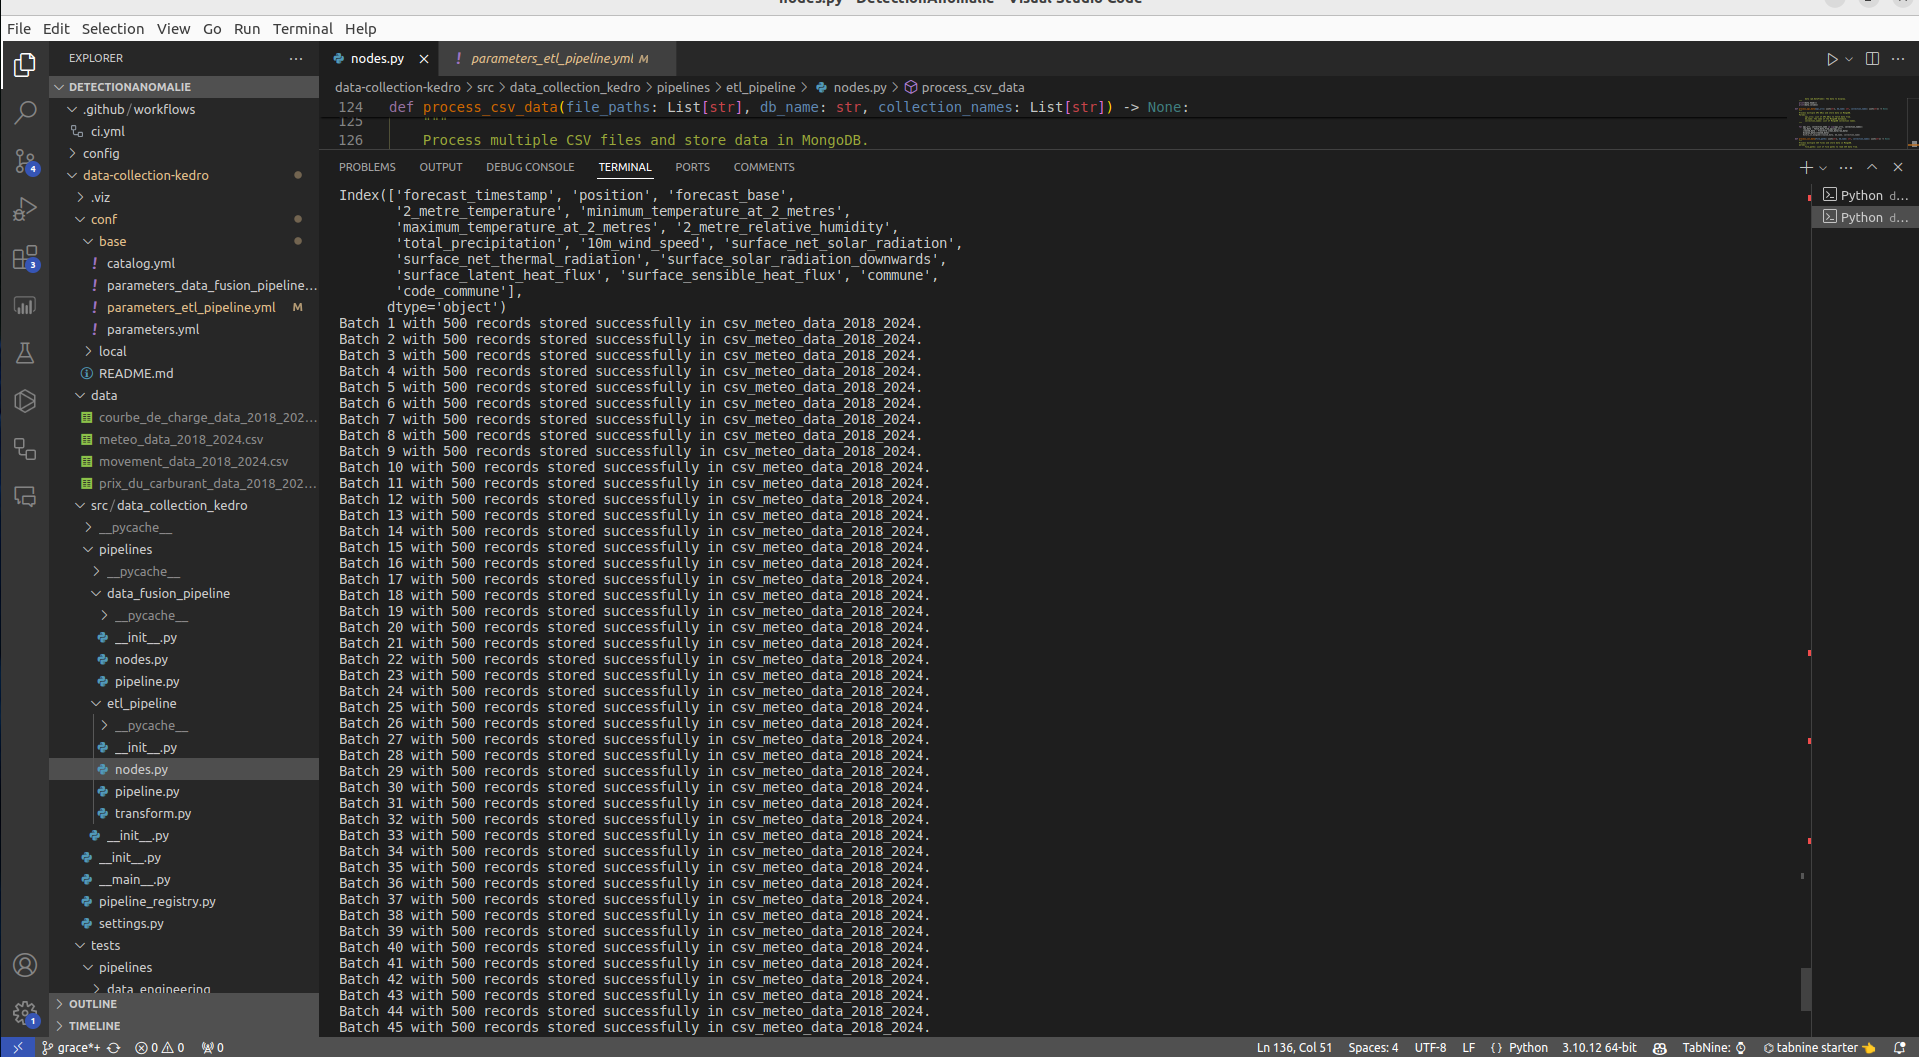 nodes.py - DetectionAnomalie - Visual Studio Code
File Edit Selection View Go Run Terminal Help
EXPLORER
nodes.py
! parameters_etl_pipeline.yml M
DETECTIONANOMALIE
data-collection-kedro > src > data_collection_kedro > pipelines > etl_pipeline > nodes.py > process_csv_data
.github/workflows
ci.yml
config
data-collection-kedro
.viz
conf
base
! catalog.yml
! parameters_data_fusion_pipeline...
! parameters_etl_pipeline.yml M
! parameters.yml
local
README.md
data
courbe_de_charge_data_2018_202...
meteo_data_2018_2024.csv
movement_data_2018_2024.csv
prix_du_carburant_data_2018_202...
src/data_collection_kedro
__pycache__
pipelines
__pycache__
data_fusion_pipeline
__pycache__
__init__.py
nodes.py
pipeline.py
etl_pipeline
__pycache__
__init__.py
nodes.py
pipeline.py
transform.py
__init__.py
__init__.py
__main__.py
pipeline_registry.py
settings.py
tests
pipelines
data_engineering
OUTLINE
TIMELINE
4
3
1
124 def process_csv_data(file_paths: List[str], db_name: str, collection_names: List[str]) -> None:
125 """
126 Process multiple CSV files and store data in MongoDB.
PROBLEMS OUTPUT DEBUG CONSOLE TERMINAL PORTS COMMENTS
Python d...
Python d...
Index(['forecast_timestamp', 'position', 'forecast_base',
'2_metre_temperature', 'minimum_temperature_at_2_metres',
'maximum_temperature_at_2_metres', '2_metre_relative_humidity',
'total_precipitation', '10m_wind_speed', 'surface_net_solar_radiation',
'surface_net_thermal_radiation', 'surface_solar_radiation_downwards',
'surface_latent_heat_flux', 'surface_sensible_heat_flux', 'commune',
'code_commune'],
dtype='object')
Batch 1 with 500 records stored successfully in csv_meteo_data_2018_2024.
Batch 2 with 500 records stored successfully in csv_meteo_data_2018_2024.
Batch 3 with 500 records stored successfully in csv_meteo_data_2018_2024.
Batch 4 with 500 records stored successfully in csv_meteo_data_2018_2024.
Batch 5 with 500 records stored successfully in csv_meteo_data_2018_2024.
Batch 6 with 500 records stored successfully in csv_meteo_data_2018_2024.
Batch 7 with 500 records stored successfully in csv_meteo_data_2018_2024.
Batch 8 with 500 records stored successfully in csv_meteo_data_2018_2024.
Batch 9 with 500 records stored successfully in csv_meteo_data_2018_2024.
Batch 10 with 500 records stored successfully in csv_meteo_data_2018_2024.
Batch 11 with 500 records stored successfully in csv_meteo_data_2018_2024.
Batch 12 with 500 records stored successfully in csv_meteo_data_2018_2024.
Batch 13 with 500 records stored successfully in csv_meteo_data_2018_2024.
Batch 14 with 500 records stored successfully in csv_meteo_data_2018_2024.
Batch 15 with 500 records stored successfully in csv_meteo_data_2018_2024.
Batch 16 with 500 records stored successfully in csv_meteo_data_2018_2024.
Batch 17 with 500 records stored successfully in csv_meteo_data_2018_2024.
Batch 18 with 500 records stored successfully in csv_meteo_data_2018_2024.
Batch 19 with 500 records stored successfully in csv_meteo_data_2018_2024.
Batch 20 with 500 records stored successfully in csv_meteo_data_2018_2024.
Batch 21 with 500 records stored successfully in csv_meteo_data_2018_2024.
Batch 22 with 500 records stored successfully in csv_meteo_data_2018_2024.
Batch 23 with 500 records stored successfully in csv_meteo_data_2018_2024.
Batch 24 with 500 records stored successfully in csv_meteo_data_2018_2024.
Batch 25 with 500 records stored successfully in csv_meteo_data_2018_2024.
Batch 26 with 500 records stored successfully in csv_meteo_data_2018_2024.
Batch 27 with 500 records stored successfully in csv_meteo_data_2018_2024.
Batch 28 with 500 records stored successfully in csv_meteo_data_2018_2024.
Batch 29 with 500 records stored successfully in csv_meteo_data_2018_2024.
Batch 30 with 500 records stored successfully in csv_meteo_data_2018_2024.
Batch 31 with 500 records stored successfully in csv_meteo_data_2018_2024.
Batch 32 with 500 records stored successfully in csv_meteo_data_2018_2024.
Batch 33 with 500 records stored successfully in csv_meteo_data_2018_2024.
Batch 34 with 500 records stored successfully in csv_meteo_data_2018_2024.
Batch 35 with 500 records stored successfully in csv_meteo_data_2018_2024.
Batch 36 with 500 records stored successfully in csv_meteo_data_2018_2024.
Batch 37 with 500 records stored successfully in csv_meteo_data_2018_2024.
Batch 38 with 500 records stored successfully in csv_meteo_data_2018_2024.
Batch 39 with 500 records stored successfully in csv_meteo_data_2018_2024.
Batch 40 with 500 records stored successfully in csv_meteo_data_2018_2024.
Batch 41 with 500 records stored successfully in csv_meteo_data_2018_2024.
Batch 42 with 500 records stored successfully in csv_meteo_data_2018_2024.
Batch 43 with 500 records stored successfully in csv_meteo_data_2018_2024.
Batch 44 with 500 records stored successfully in csv_meteo_data_2018_2024.
Batch 45 with 500 records stored successfully in csv_meteo_data_2018_2024.
grace*+ 0 0 0 Ln 136, Col 51 Spaces: 4 UTF-8 LF {} Python 3.10.12 64-bit TabNine: tabnine starter